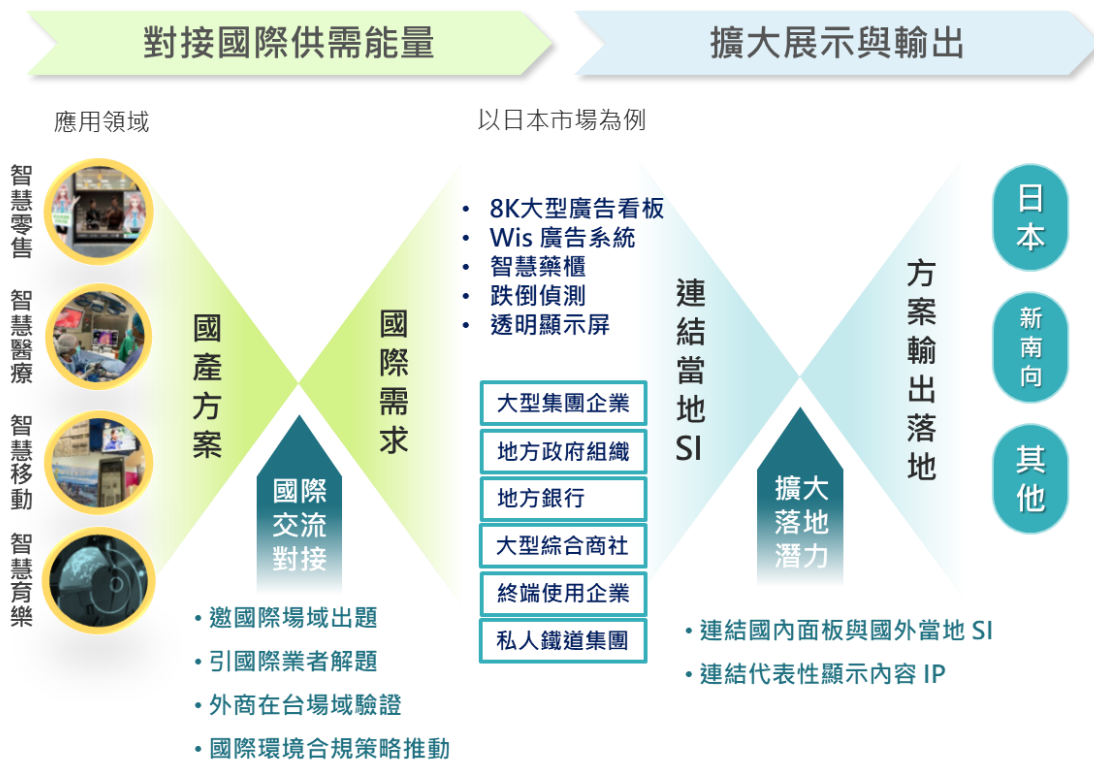 對接國際供需能量
擴大展示與輸出
應用領域
以日本市場為例
智慧零售
智慧醫療
智慧移動
智慧育樂
國產方案
國際交流對接
國際需求
• 邀國際場域出題
• 引國際業者解題
• 外商在台場域驗證
• 國際環境合規策略推動
• 8K大型廣告看板
• Wis 廣告系統
• 智慧藥櫃
• 跌倒偵測
• 透明顯示屏
大型集團企業
地方政府組織
地方銀行
大型綜合商社
終端使用企業
私人鐵道集團
連結當地SI
擴大落地潛力
方案輸出落地
• 連結國內面板與國外當地 SI
• 連結代表性顯示內容 IP
日本
新南向
其他